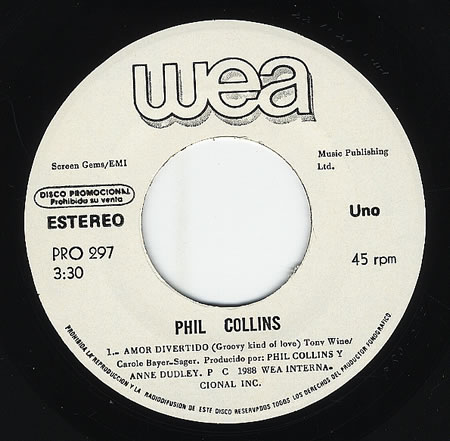 wea
Screen Gems/EMI
Music Publishing
Ltd.
DISCO PROMOCIONAL
Prohibida su venta
ESTEREO
Uno
PRO 297
3:30
45 rpm
PHIL COLLINS
1.- AMOR DIVERTIDO (Groovy kind of love) Tony Wine/
Carole Bayer-Sager. Producido por: PHIL COLLINS Y
ANNE DUDLEY. P C 1988 WEA INTERNA-
CIONAL INC.
PROHIBIDA LA REPRODUCCION Y LA RADIODIFUSION DE ESTE DISCO RESERVADOS TODOS LOS DERECHOS DEL PRODUCTOR FONOGRAFICO